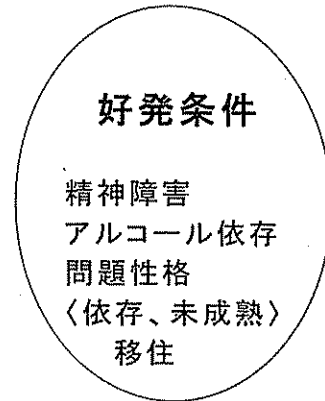 好発条件
精神障害
アルコール依存
問題性格
〈依存、未成熟〉
移住